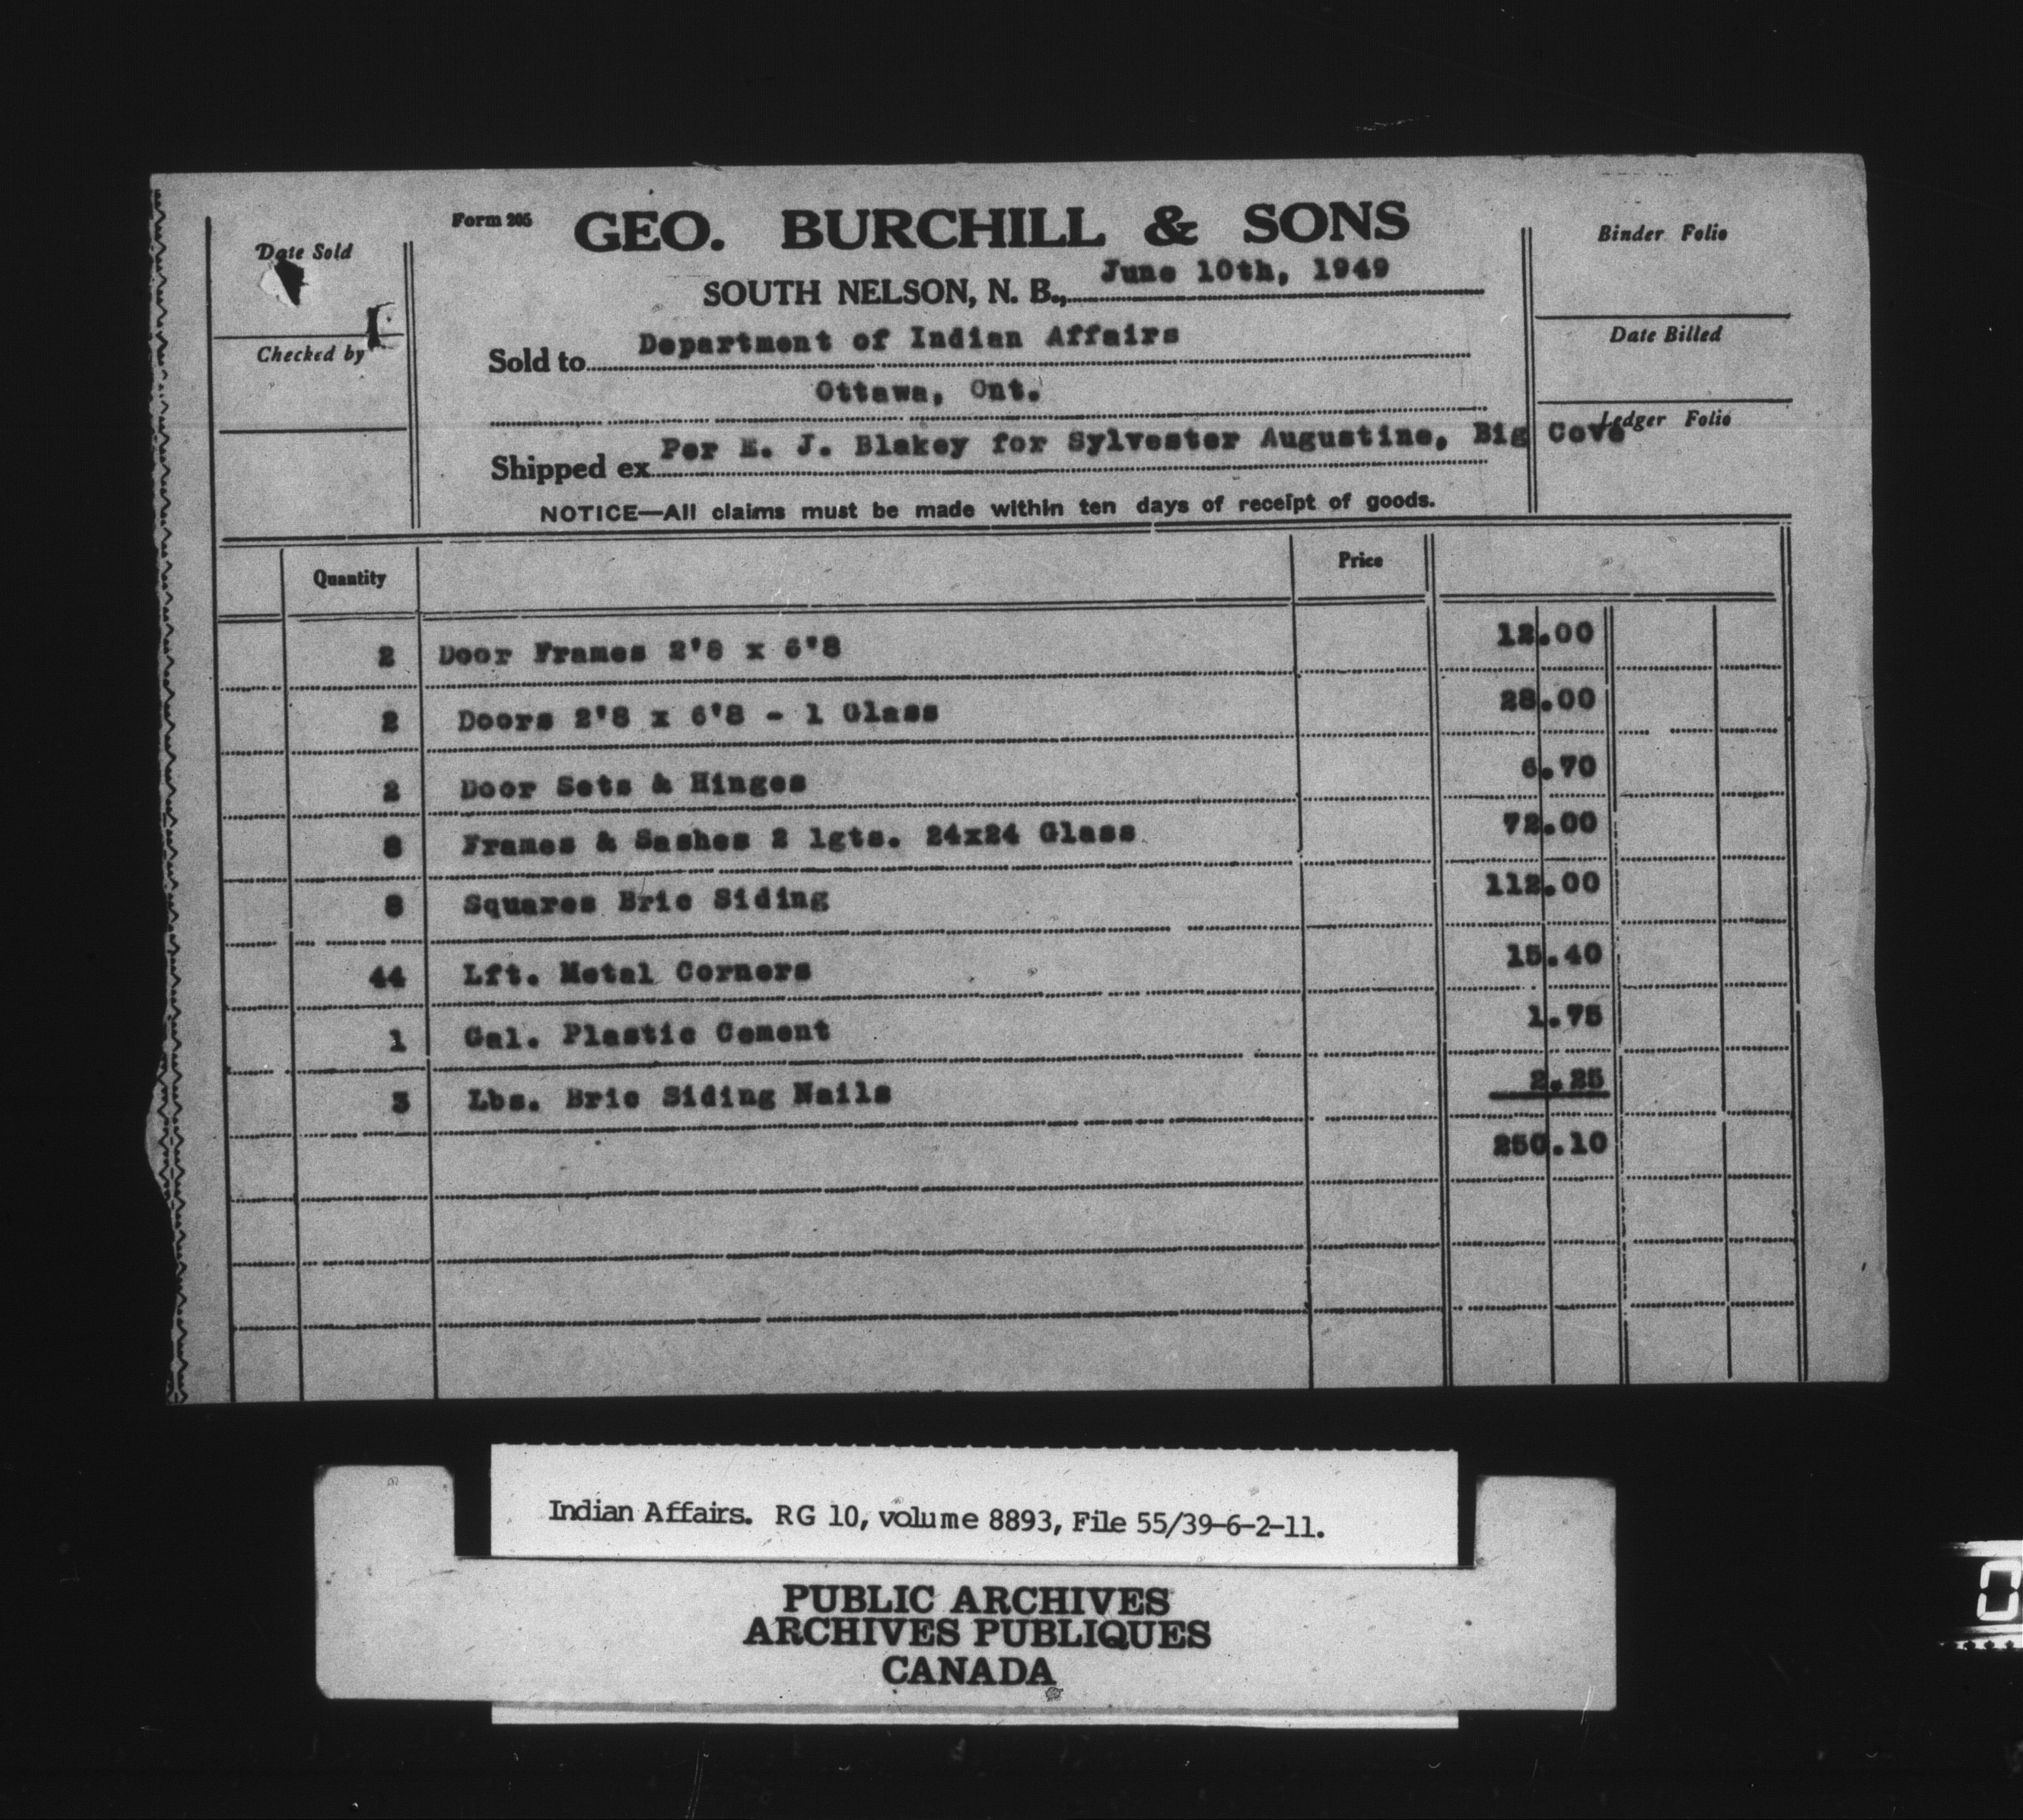 Form 205 GEO. BURCHILL & SONS
Date Sold
Binder Folio
SOUTH NELSON, N. B., June 10th, 1949
Checked by
Date Billed
Sold to Department of Indian Affairs
Ottawa, Ont.
Ledger Folio
Shipped ex Per E. J. Blakey for Sylvester Augustine, Big Cove
NOTICE—All claims must be made within ten days of receipt of goods.
Quantity Price
2 Door Frames 2'8 x 6'8 12.00
2 Doors 2'8 x 6'8 - 1 Glass 28.00
2 Door Sets & Hinges 6.70
8 Frames & Sashes 2 lgts. 24x24 Glass 72.00
8 Squares Bric Siding 112.00
44 Lft. Metal Corners 15.40
1 Gal. Plastic Cement 1.75
3 Lbs. Bric Siding Nails 2.25
250.10
Indian Affairs. RG 10, volume 8893, File 55/39-6-2-11.
PUBLIC ARCHIVES
ARCHIVES PUBLIQUES
CANADA
0